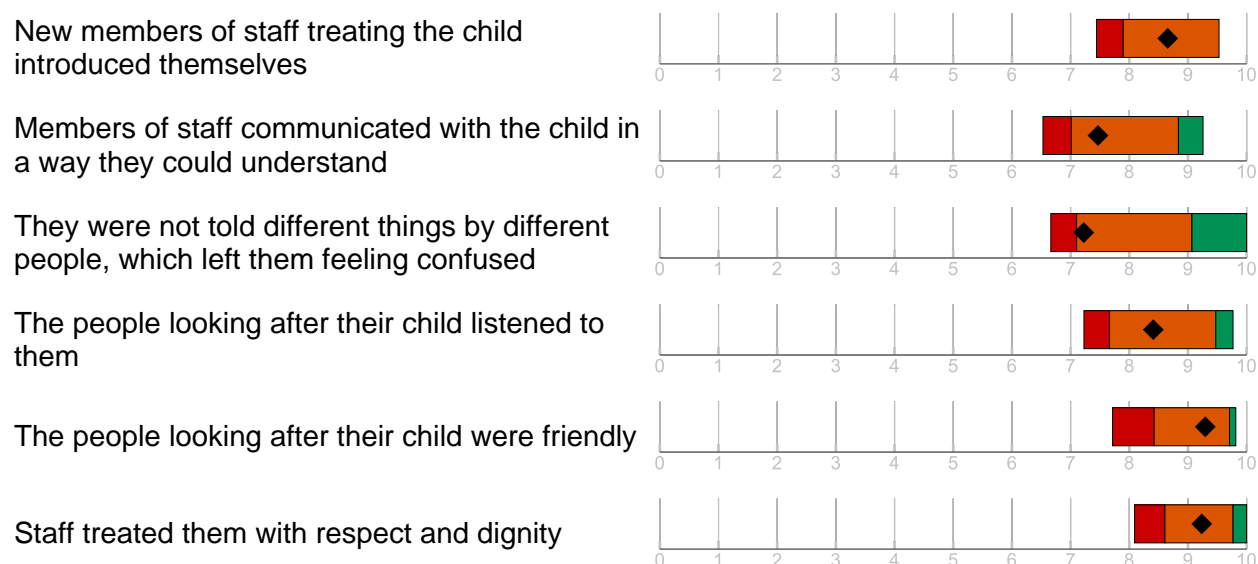 New members of staff treating the child
introduced themselves
0 1 2 3 4 5 6 7 8 9 10
Members of staff communicated with the child in
a way they could understand
0 1 2 3 4 5 6 7 8 9 10
They were not told different things by different
people, which left them feeling confused
0 1 2 3 4 5 6 7 8 9 10
The people looking after their child listened to
them
0 1 2 3 4 5 6 7 8 9 10
The people looking after their child were friendly
0 1 2 3 4 5 6 7 8 9 10
Staff treated them with respect and dignity
0 1 2 3 4 5 6 7 8 9 10